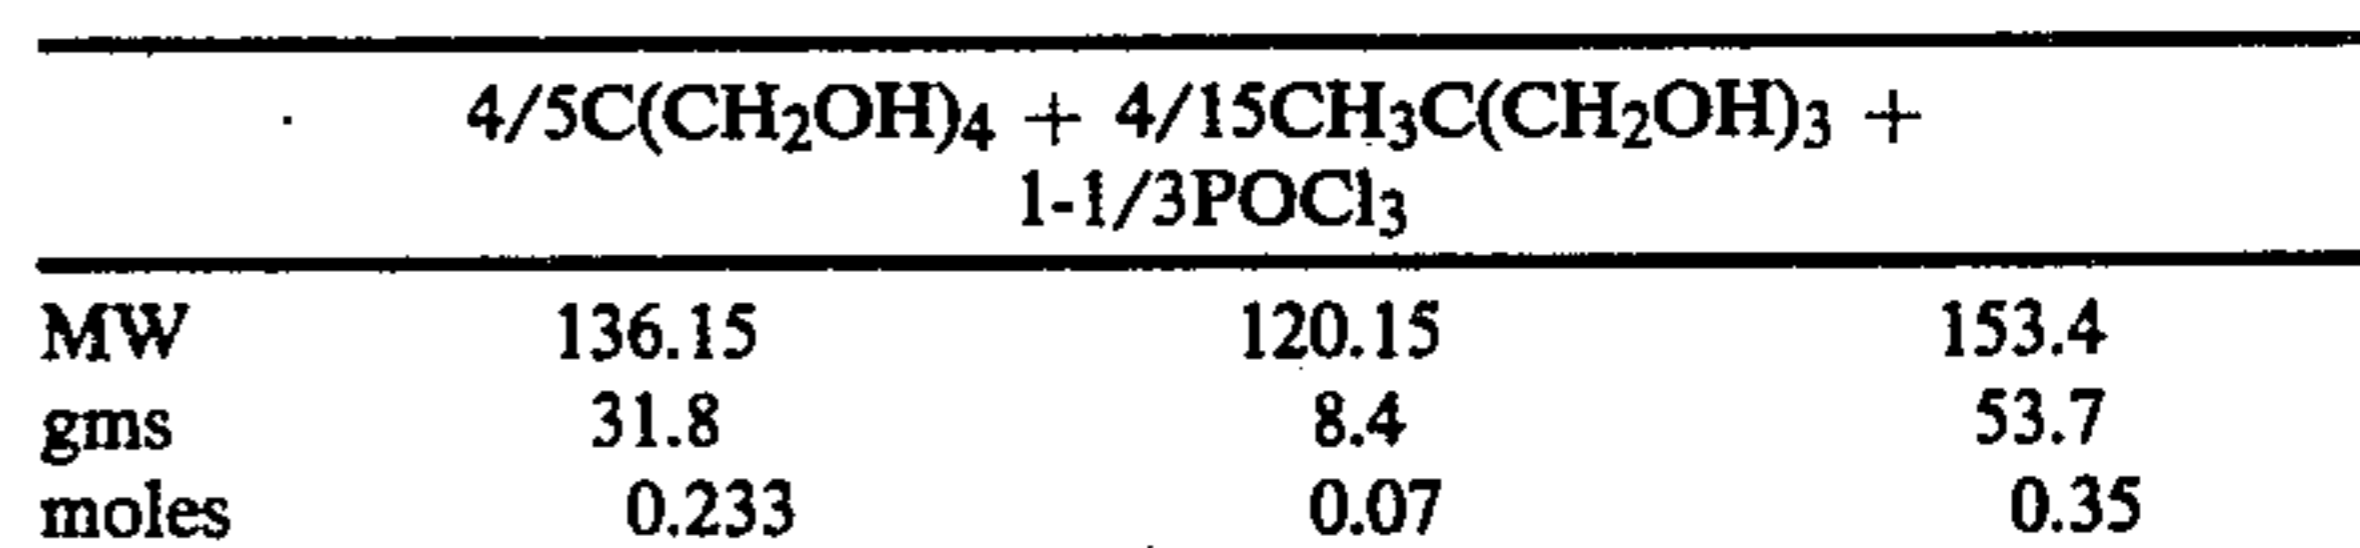 4/5C(CH₂OH)₄ + 4/15CH₃C(CH₂OH)₃ +
1-1/3POCl₃
MW 136.15 120.15 153.4
gms 31.8 8.4 53.7
moles 0.233 0.07 0.35